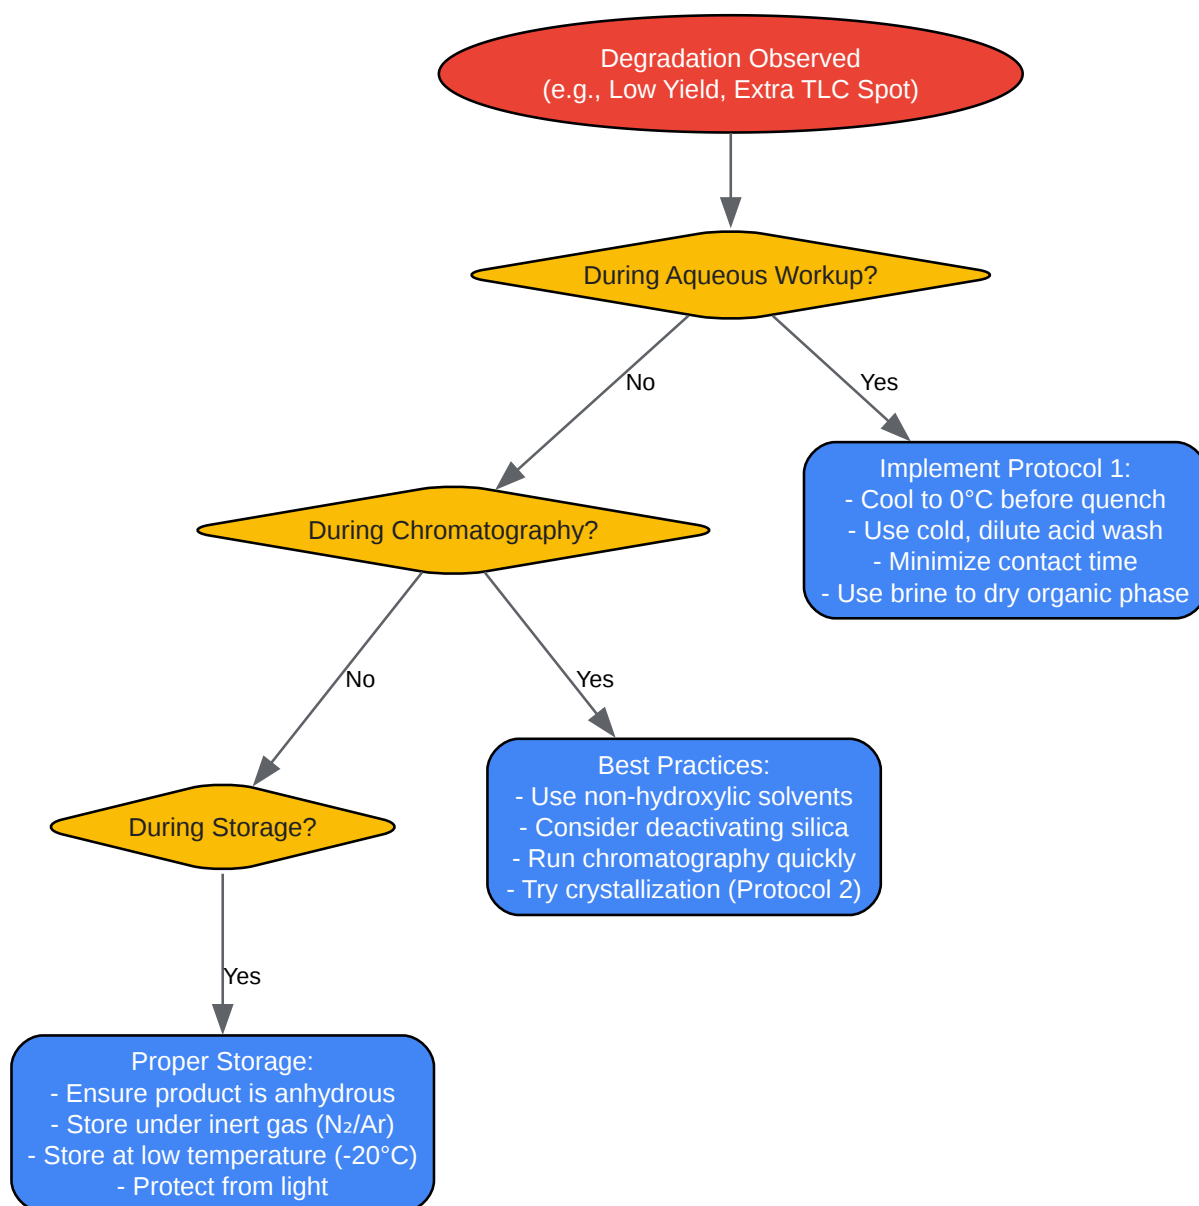 Degradation Observed
(e.g., Low Yield, Extra TLC Spot)
During Aqueous Workup?
No
Yes
Implement Protocol 1:
- Cool to 0°C before quench
- Use cold, dilute acid wash
- Minimize contact time
- Use brine to dry organic phase
During Chromatography?
No
Yes
Best Practices:
- Use non-hydroxylic solvents
- Consider deactivating silica
- Run chromatography quickly
- Try crystallization (Protocol 2)
During Storage?
Yes
Proper Storage:
- Ensure product is anhydrous
- Store under inert gas (N₂/Ar)
- Store at low temperature (-20°C)
- Protect from light